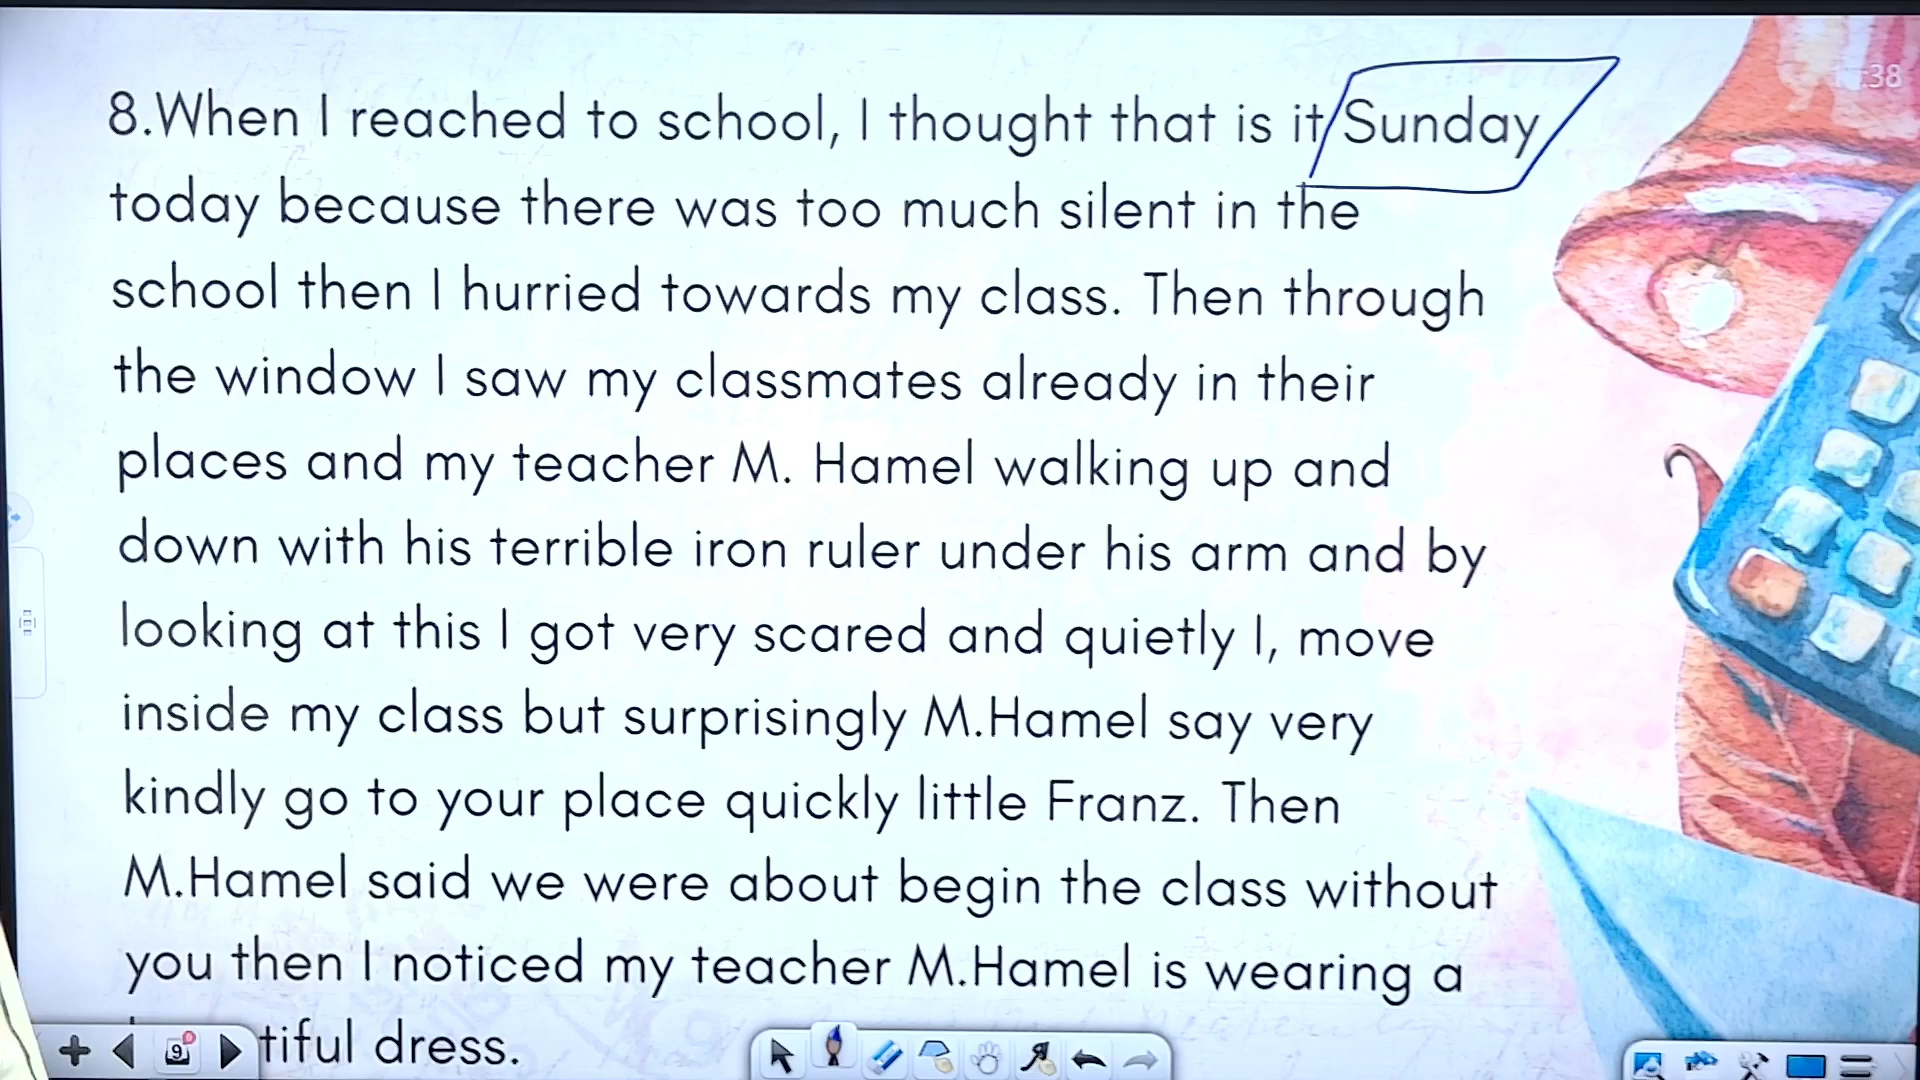 :38
8.When I reached to school, I thought that is it Sunday
today because there was too much silent in the
school then I hurried towards my class. Then through
the window I saw my classmates already in their
places and my teacher M. Hamel walking up and
down with his terrible iron ruler under his arm and by
looking at this I got very scared and quietly I, move
inside my class but surprisingly M.Hamel say very
kindly go to your place quickly little Franz. Then
M.Hamel said we were about begin the class without
you then I noticed my teacher M.Hamel is wearing a
tiful dress.
9